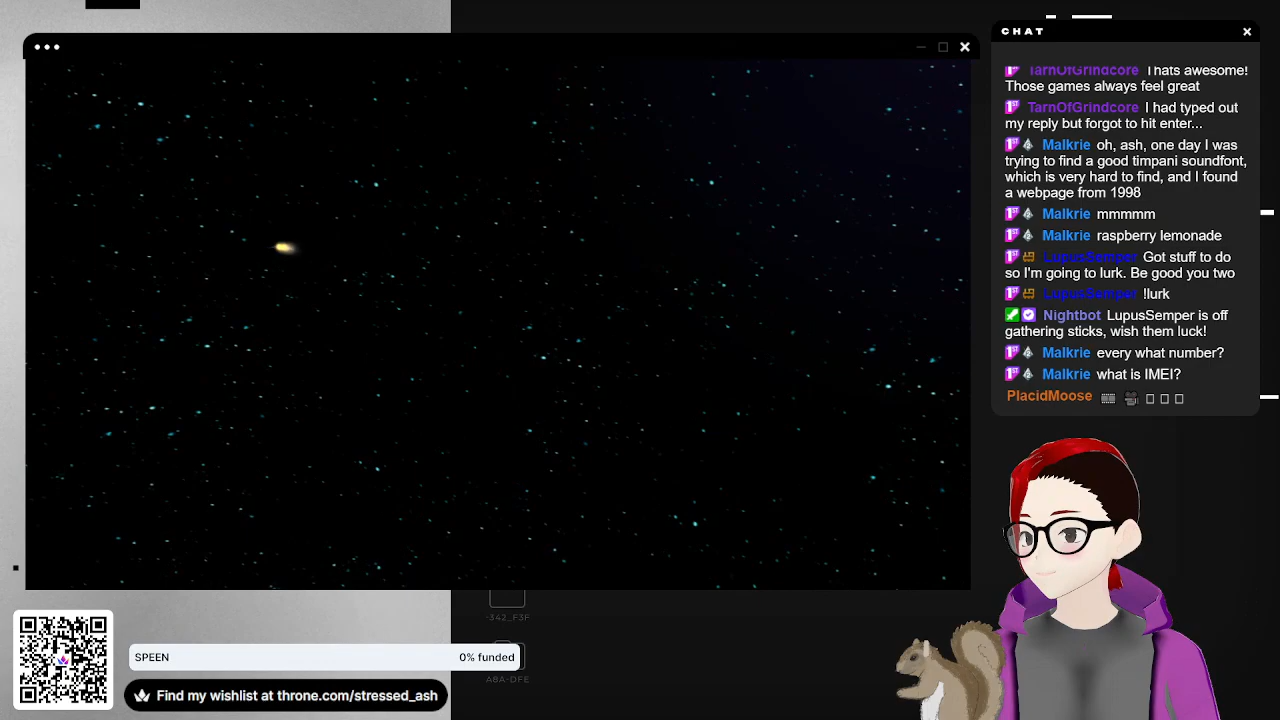 CHAT
TarnOfGrindcore Thats awesome!
Those games always feel great
TarnOfGrindcore I had typed out
my reply but forgot to hit enter...
Malkrie oh, ash, one day I was
trying to find a good timpani soundfont,
which is very hard to find, and I found
a webpage from 1998
Malkrie mmmmm
Malkrie raspberry lemonade
LupusSemper Got stuff to do
so I'm going to lurk. Be good you two
LupusSemper !lurk
Nightbot LupusSemper is off
gathering sticks, wish them luck!
Malkrie every what number?
Malkrie what is IMEI?
PlacidMoose
-342_F3F
SPEEN 0% funded
A8A-DFE
Find my wishlist at throne.com/stressed_ash